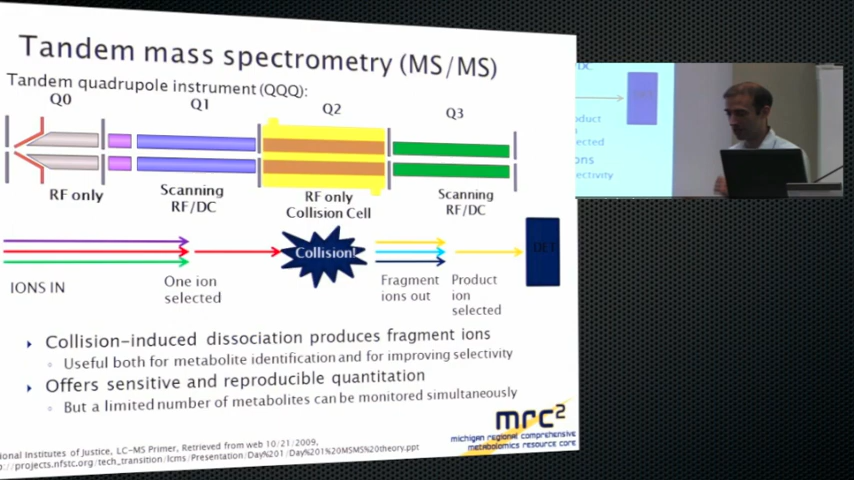 Tandem mass spectrometry (MS/MS)
Tandem quadrupole instrument (QQQ):
Q0
Q1
Q2
Q3
RF only
Scanning
RF/DC
RF only
Collision Cell
Scanning
RF/DC
Collision!
DET
IONS IN
One ion
selected
Fragment
ions out
Product
ion
selected
Collision-induced dissociation produces fragment ions
Useful both for metabolite identification and for improving selectivity
Offers sensitive and reproducible quantitation
But a limited number of metabolites can be monitored simultaneously
mrc2
michigan regional comprehensive
metabolomics resource core
ional Institutes of Justice, LC-MS Primer, Retrieved from web 10/21/2009,
p://projects.nfstc.org/tech_transition/lcms/Presentation/Day%201/Day%201%20MSMS%20theory.ppt
oduct
n
elected
ions
ectivity